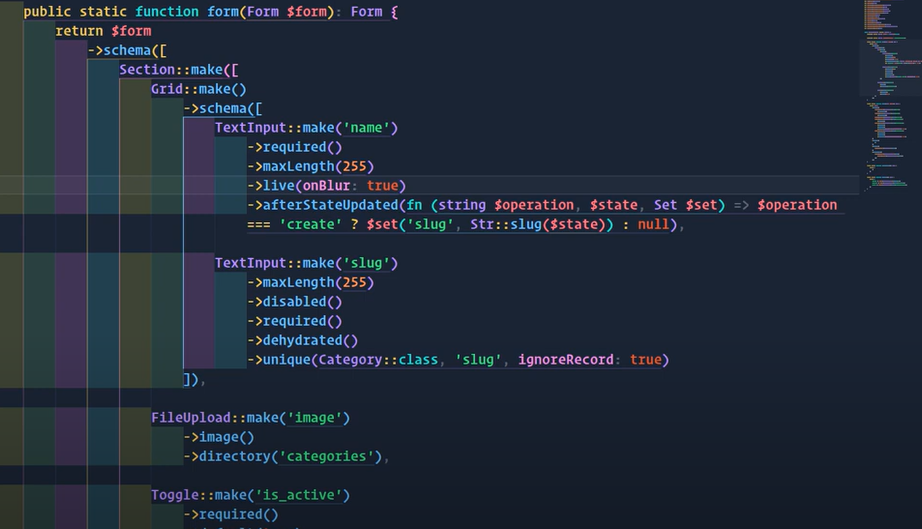 public static function form(Form $form): Form {
return $form
->schema([
Section::make([
Grid::make()
->schema([
TextInput::make('name')
->required()
->maxLength(255)
->live(onBlur: true)
->afterStateUpdated(fn (string $operation, $state, Set $set) => $operation
=== 'create' ? $set('slug', Str::slug($state)) : null),
TextInput::make('slug')
->maxLength(255)
->disabled()
->required()
->dehydrated()
->unique(Category::class, 'slug', ignoreRecord: true)
]),
FileUpload::make('image')
->image()
->directory('categories'),
Toggle::make('is_active')
->required()